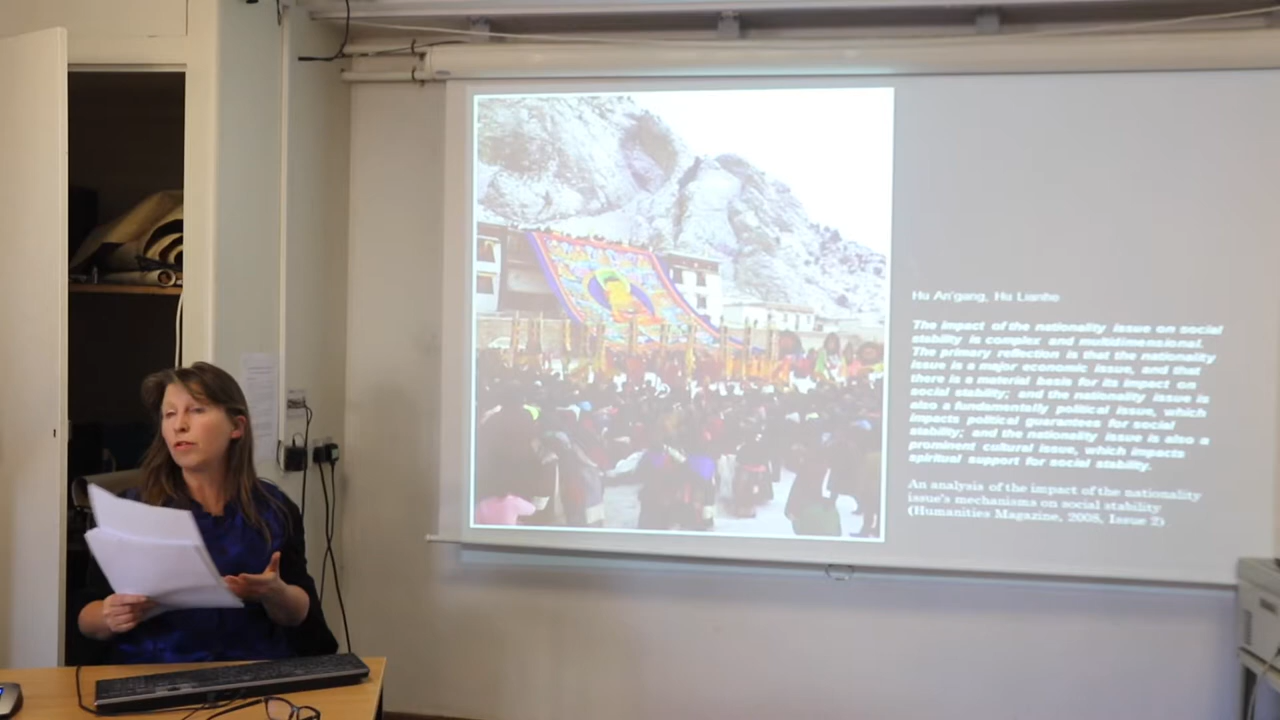 Hu An'gang, Hu Lianhe
The impact of the nationality issue on social
stability is complex and multidimensional.
The primary reflection is that the nationality
issue is a major economic issue, and that
there is a material basis for its impact on
social stability; and the nationality issue is
also a fundamentally political issue, which
impacts political guarantees for social
stability; and the nationality issue is also a
prominent cultural issue, which impacts
spiritual support for social stability.
An analysis of the impact of the nationality
issue's mechanisms on social stability
(Humanities Magazine, 2005, Issue 2)